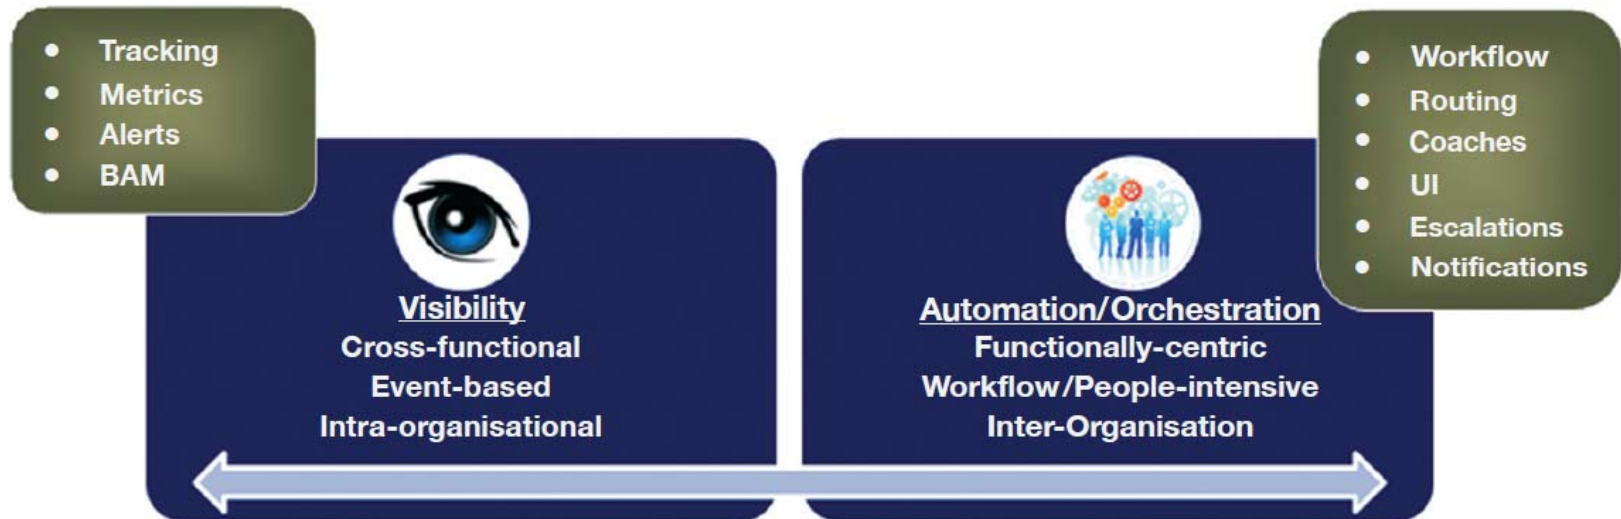 • Tracking
• Metrics
• Alerts
• BAM
Visibility
Cross-functional
Event-based
Intra-organisational
Automation/Orchestration
Functionally-centric
Workflow/People-intensive
Inter-Organisation
• Workflow
• Routing
• Coaches
• UI
• Escalations
• Notifications